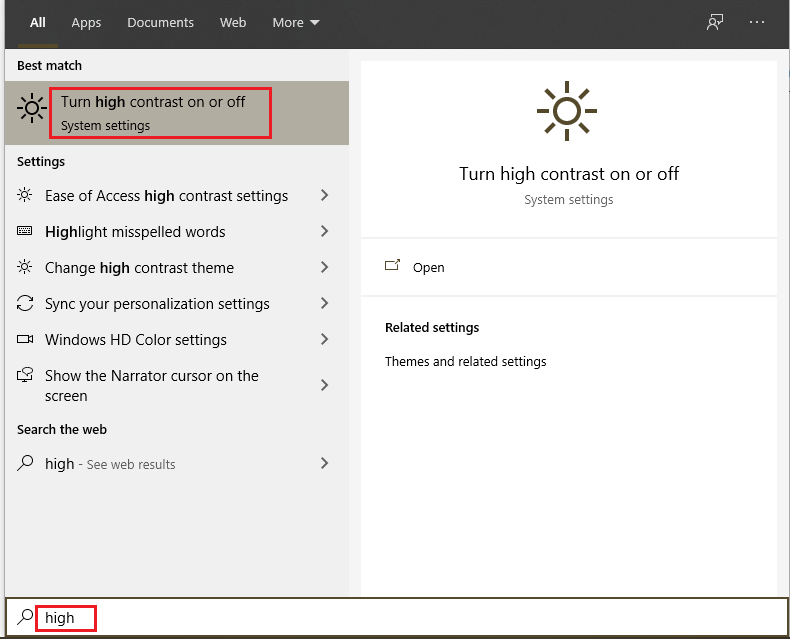 All Apps Documents Web More
Best match
Turn high contrast on or off
System settings
Settings
Ease of Access high contrast settings
Highlight misspelled words
Change high contrast theme
Sync your personalization settings
Windows HD Color settings
Show the Narrator cursor on the
screen
Search the web
high - See web results
Turn high contrast on or off
System settings
Open
Related settings
Themes and related settings
high